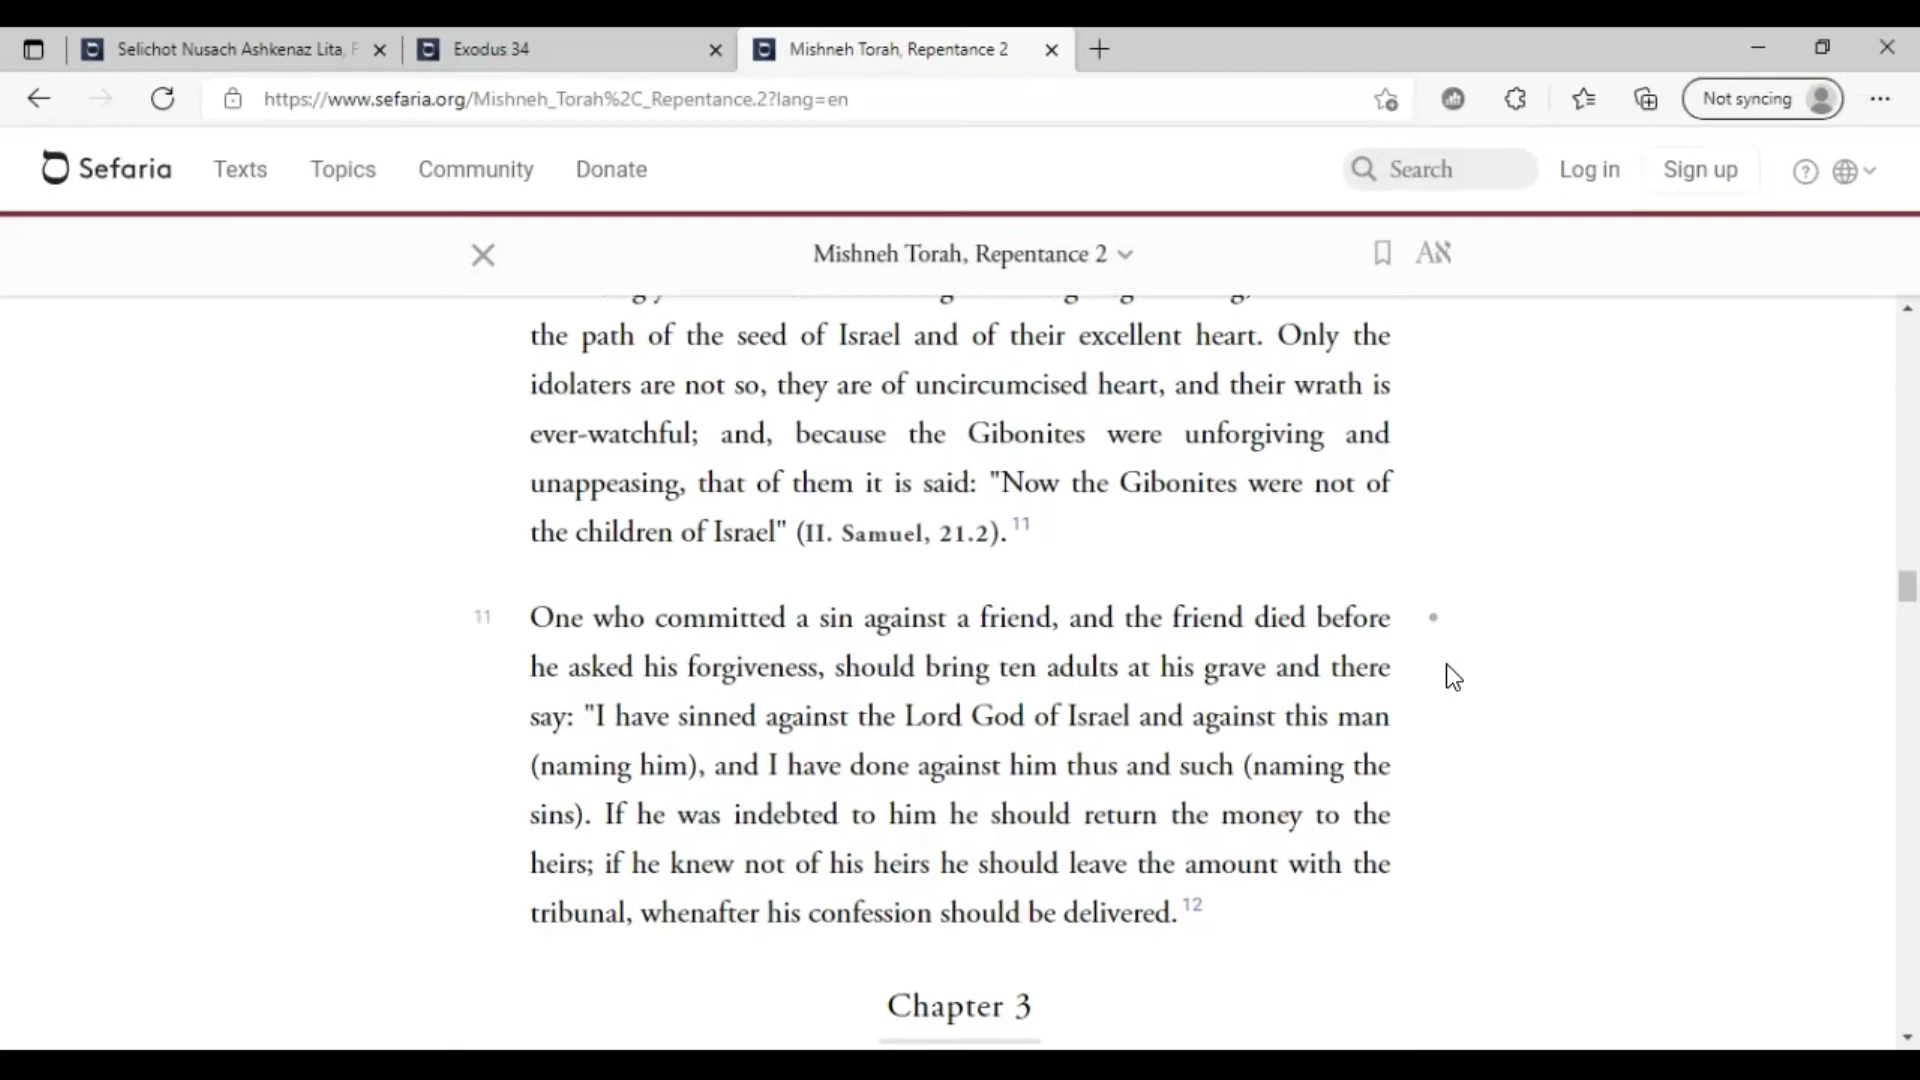 Selichot Nusach Ashkenaz Lita, F
Exodus 34
Mishneh Torah, Repentance 2
https://www.sefaria.org/Mishneh_Torah%2C_Repentance.2?lang=en
Not syncing
Sefaria
Texts
Topics
Community
Donate
Search
Log in
Sign up
Mishneh Torah, Repentance 2
Aא
the path of the seed of Israel and of their excellent heart. Only the
idolaters are not so, they are of uncircumcised heart, and their wrath is
ever-watchful; and, because the Gibonites were unforgiving and
unappeasing, that of them it is said: "Now the Gibonites were not of
the children of Israel" (II. Samuel, 21.2). 11
11 One who committed a sin against a friend, and the friend died before
he asked his forgiveness, should bring ten adults at his grave and there
say: "I have sinned against the Lord God of Israel and against this man
(naming him), and I have done against him thus and such (naming the
sins). If he was indebted to him he should return the money to the
heirs; if he knew not of his heirs he should leave the amount with the
tribunal, whenafter his confession should be delivered. 12
Chapter 3